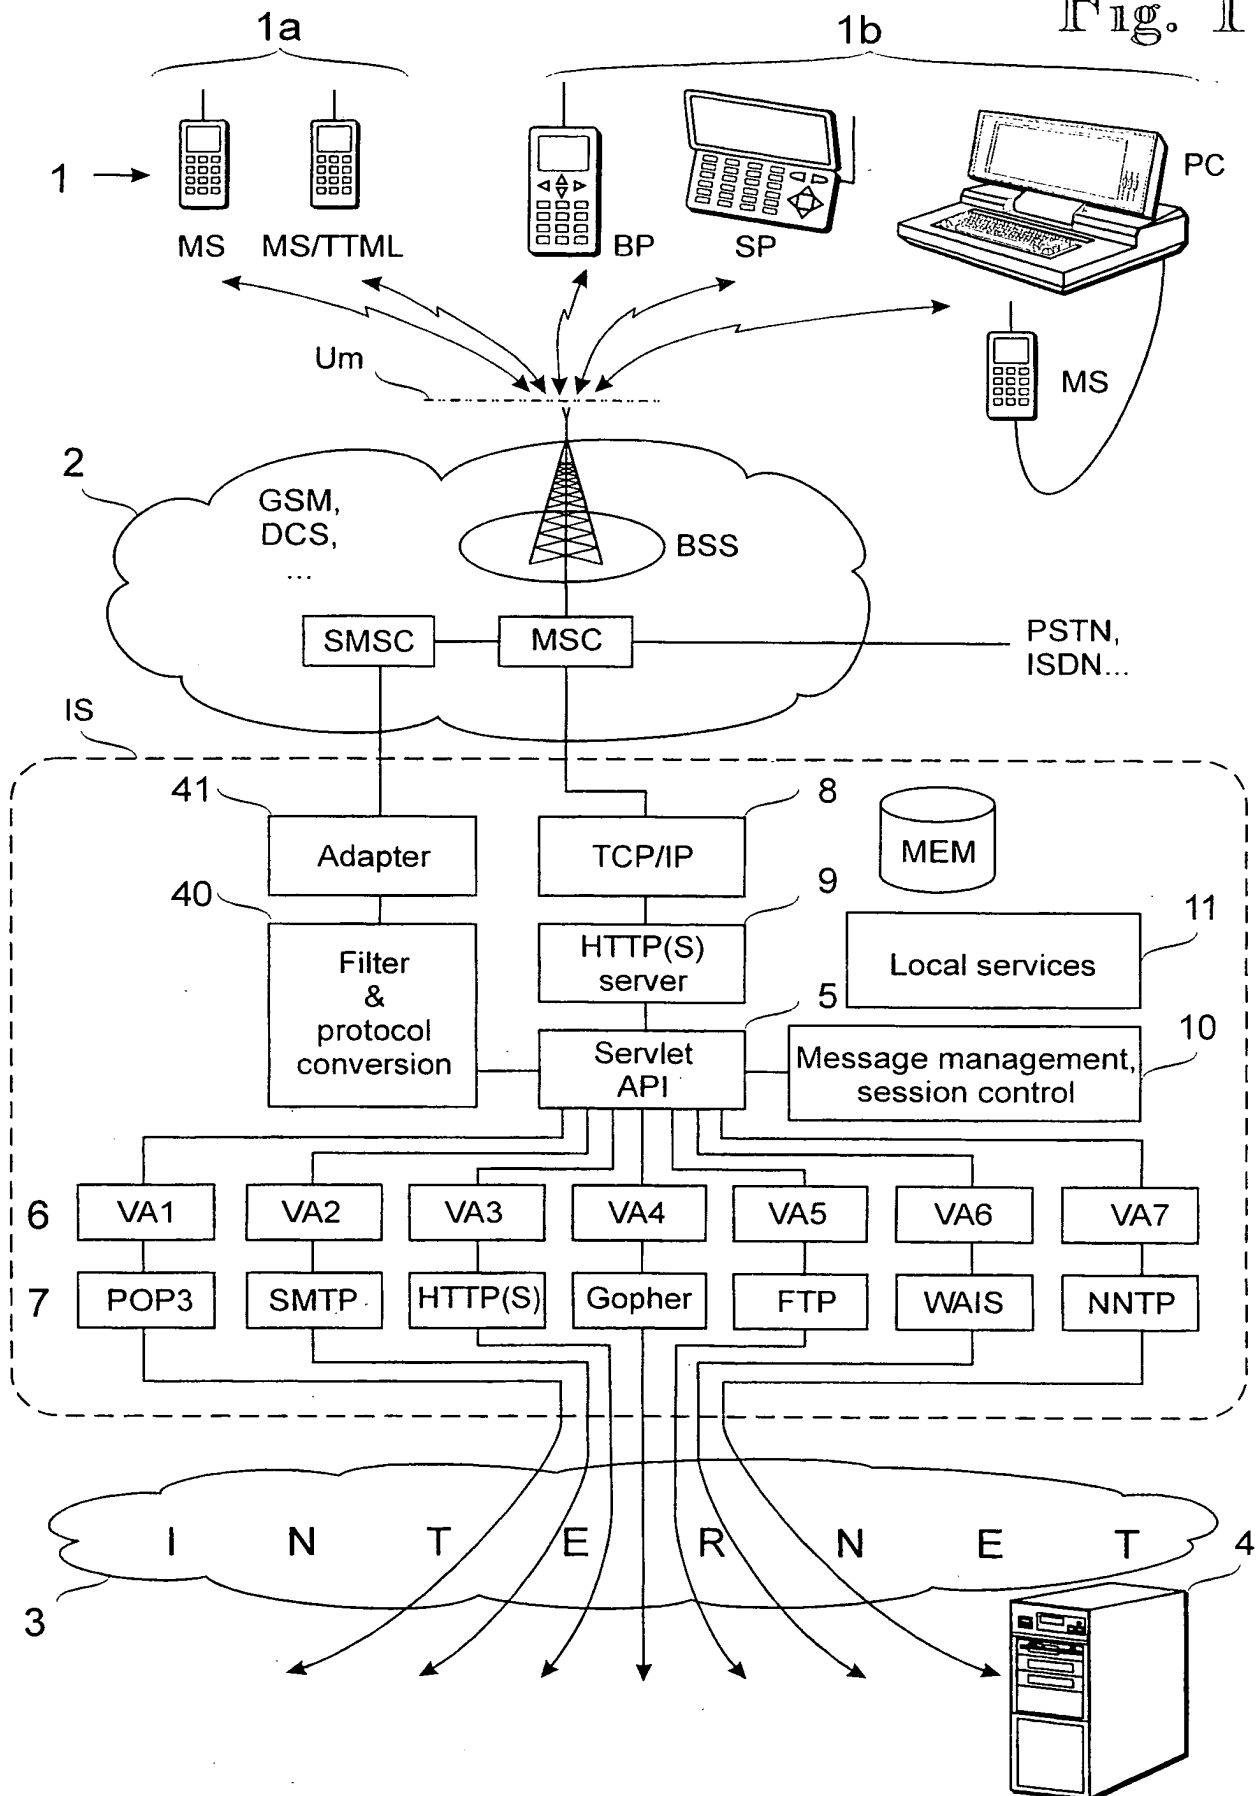 Fig. 1
1a
1b
1
MS
MS/TTML
BP
SP
PC
MS
Um
2
GSM,
DCS,
...
BSS
SMSC
MSC
PSTN,
ISDN...
IS
41
Adapter
8
TCP/IP
MEM
40
Filter
&
protocol
conversion
9
HTTP(S)
server
11
Local services
5
Servlet
API
10
Message management,
session control
6
VA1
VA2
VA3
VA4
VA5
VA6
VA7
7
POP3
SMTP
HTTP(S)
Gopher
FTP
WAIS
NNTP
I N T E R N E T
3
4